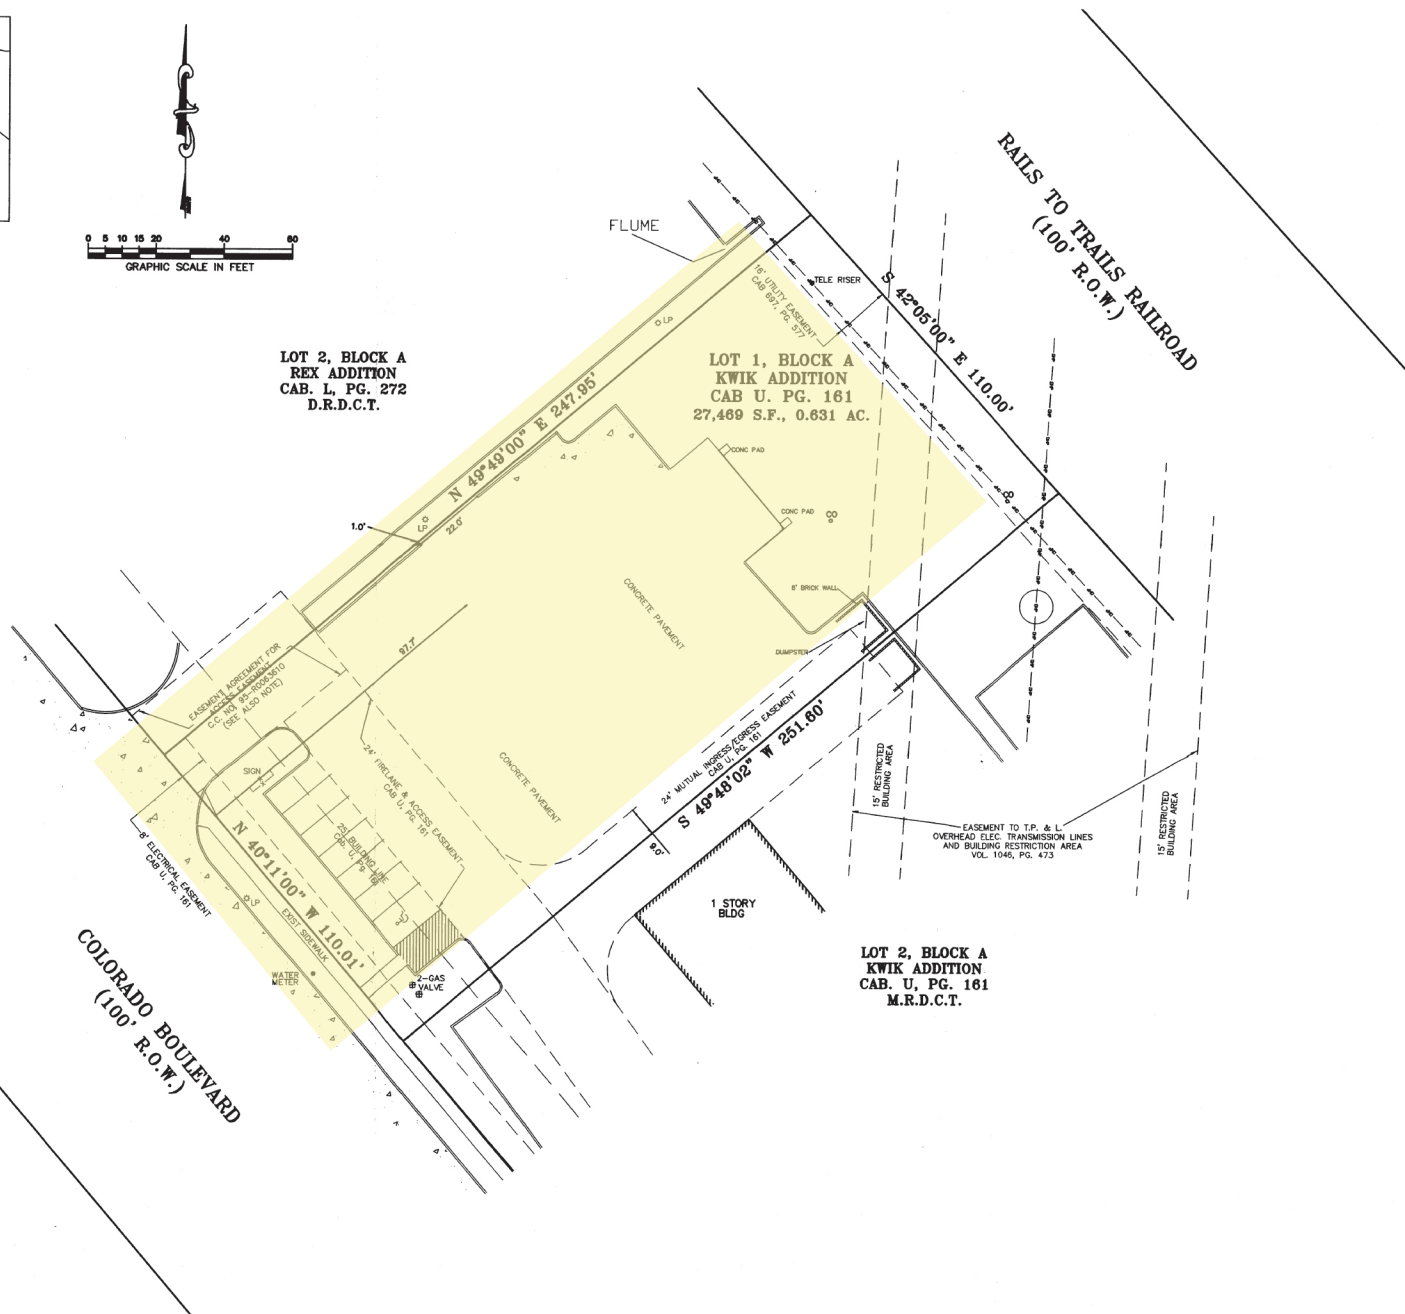 0 5 10 15 20 40 60
GRAPHIC SCALE IN FEET
FLUME
RAILS TO TRAILS RAILROAD
(100' R.O.W.)
S 42°05'00" E 110.00'
TELE RISER
16' UTILITY EASEMENT
CAB 697, PG. 577
LP
LOT 2, BLOCK A
REX ADDITION
CAB. L, PG. 272
D.R.D.C.T.
LOT 1, BLOCK A
KWIK ADDITION
CAB U. PG. 161
27,469 S.F., 0.631 AC.
N 49°49'00" E 247.95'
CONC PAD
CONC PAD
1.0'
LP
22.0'
8' BRICK WALL
CONCRETE PAVEMENT
DUMPSTER
97.7'
EASEMENT AGREEMENT FOR
ACCESS EASEMENT
C.C. NO. 95-R0063610
(SEE ALSO NOTE)
24' MUTUAL INGRESS/EGRESS EASEMENT
CAB U, PG. 161
S 49°48'02" W 251.60'
SIGN
24' FIRELANE & ACCESS EASEMENT
CAB U, PG. 161
CONCRETE PAVEMENT
15' RESTRICTED
BUILDING AREA
15' RESTRICTED
BUILDING AREA
EASEMENT TO T.P. & L.
OVERHEAD ELEC. TRANSMISSION LINES
AND BUILDING RESTRICTION AREA
VOL. 1046, PG. 473
9.0'
25' BUILDING LINE
Cab. U, Pg. 161
8' ELECTRICAL EASEMENT
CAB U, PG. 161
N 40°11'00" W 110.01'
EXIST SIDEWALK
1 STORY
BLDG
WATER
METER
2-GAS
VALVE
LOT 2, BLOCK A
KWIK ADDITION
CAB. U, PG. 161
M.R.D.C.T.
COLORADO BOULEVARD
(100' R.O.W.)